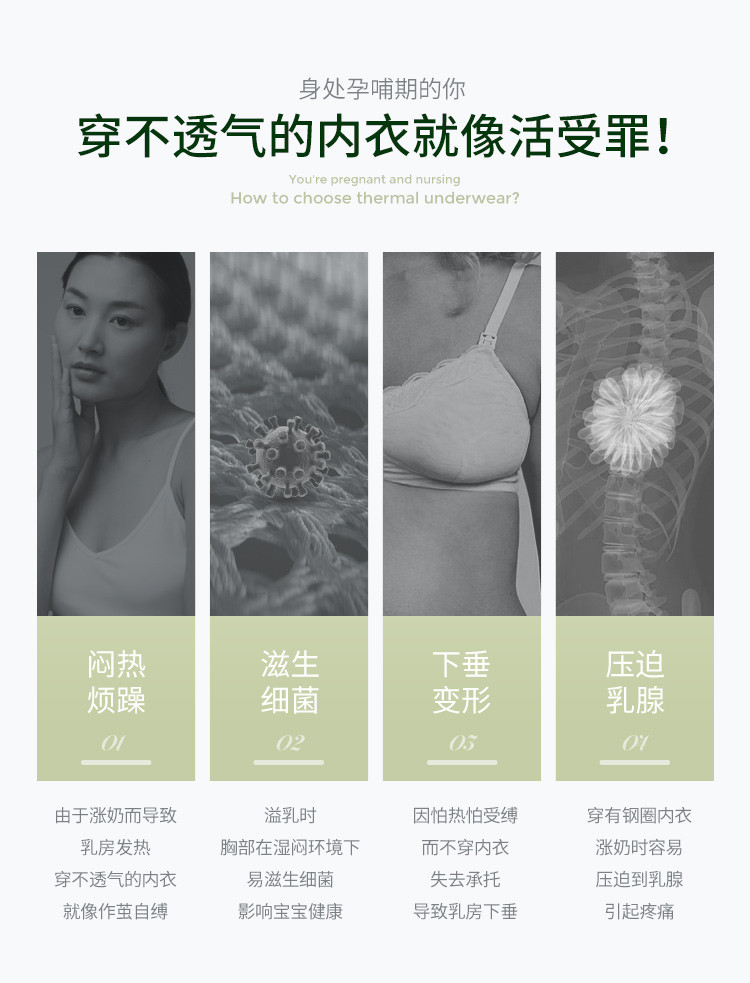 身处孕哺期的你
穿不透气的内衣就像活受罪!
You're pregnant and nursing
How to choose thermal underwear?
闷热
烦躁
01
由于涨奶而导致
乳房发热
穿不透气的内衣
就像作茧自缚
滋生
细菌
02
溢乳时
胸部在湿闷环境下
易滋生细菌
影响宝宝健康
下垂
变形
03
因怕热怕受缚
而不穿内衣
失去承托
导致乳房下垂
压迫
乳腺
04
穿有钢圈内衣
涨奶时容易
压迫到乳腺
引起疼痛